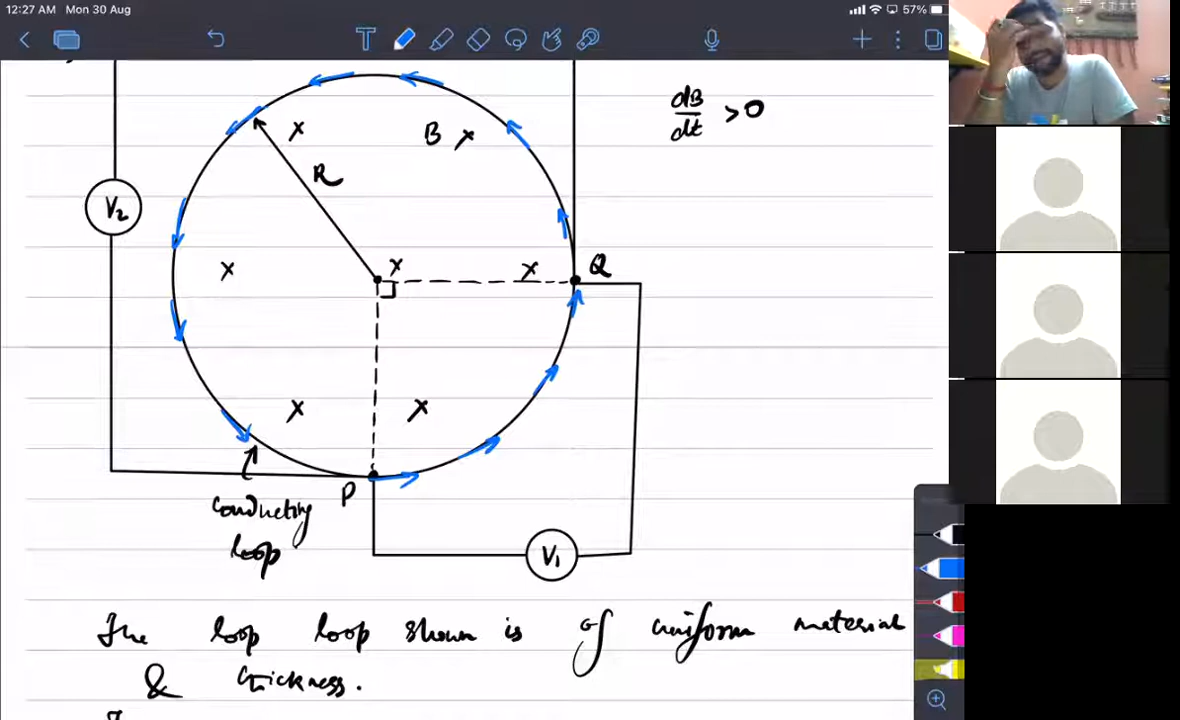 12:27 AM Mon 30 Aug
57%
T
dB/dt > 0
x
B x
R
V₂
x
x
x
Q
x
x
P
conducting
loop
V₁
The loop loop shown is of uniform material
& thickness.